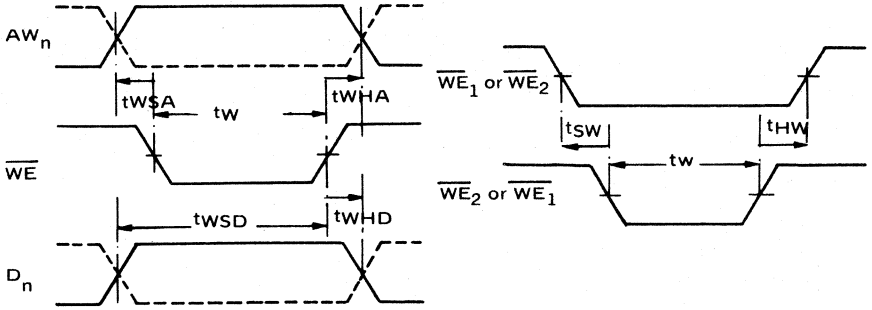 AWn
tWSA
tW
tWHA
WE
tWSD
tWHD
Dn
WE1 or WE2
tSW
tHW
tw
WE2 or WE1